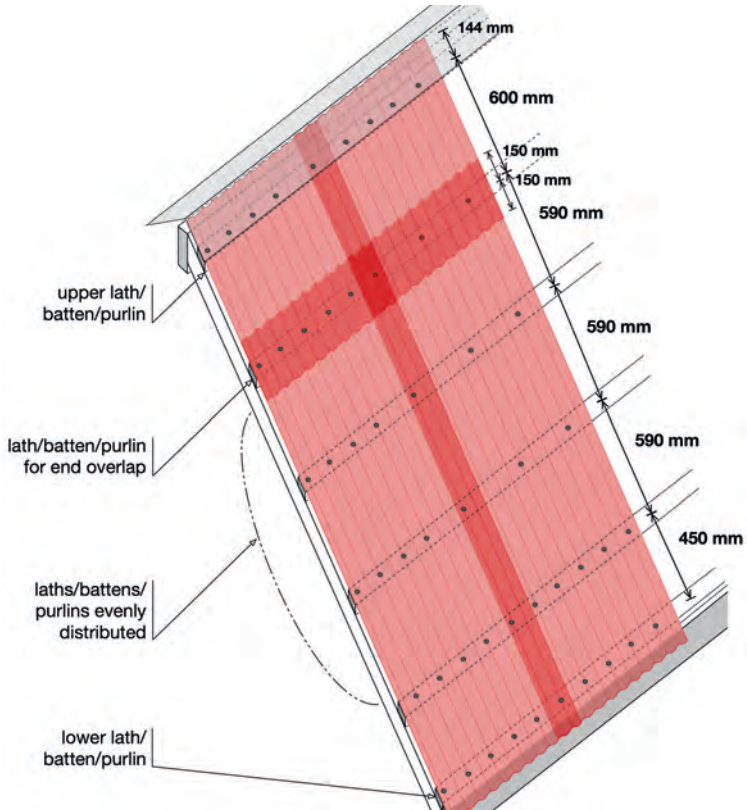 144 mm
600 mm
150 mm
150 mm
590 mm
upper lath/
batten/purlin
590 mm
lath/batten/purlin
for end overlap
590 mm
450 mm
laths/battens/
purlins evenly
distributed
lower lath/
batten/purlin